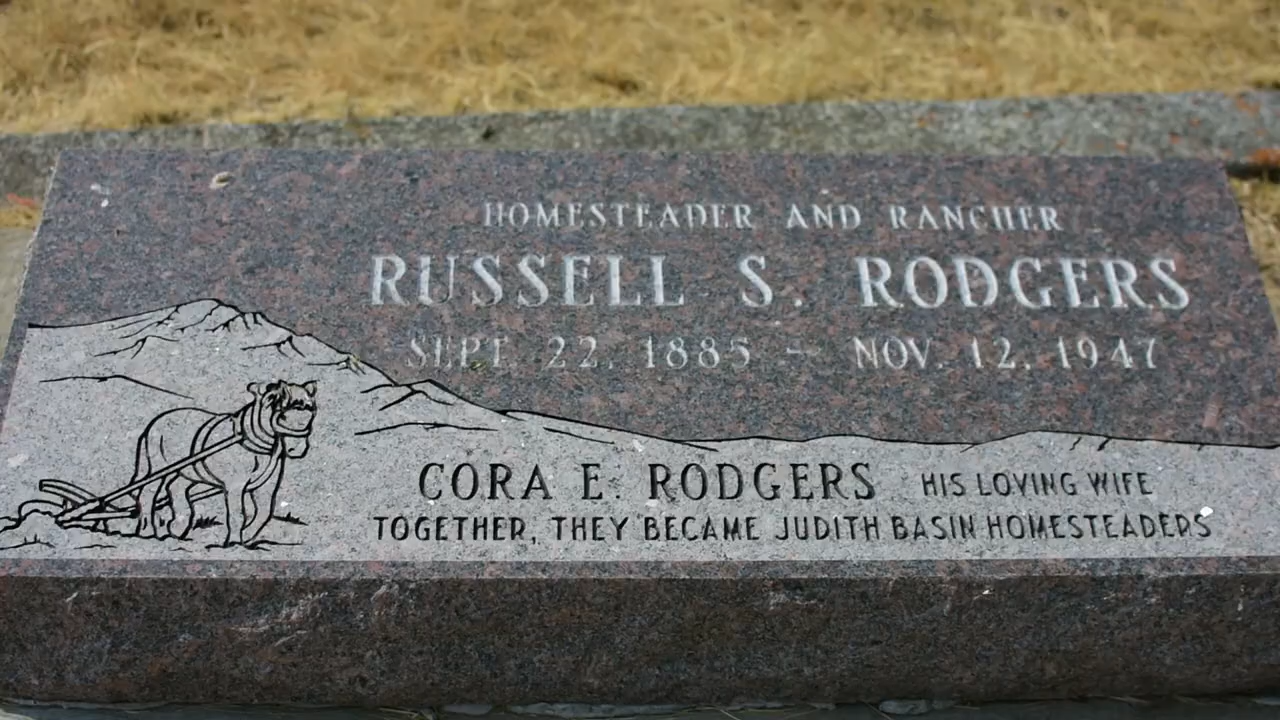 HOMESTEADER AND RANCHER
RUSSELL S. RODGERS
SEPT. 22, 1885 - NOV. 12, 1947
CORA E. RODGERS HIS LOVING WIFE
TOGETHER, THEY BECAME JUDITH BASIN HOMESTEADERS